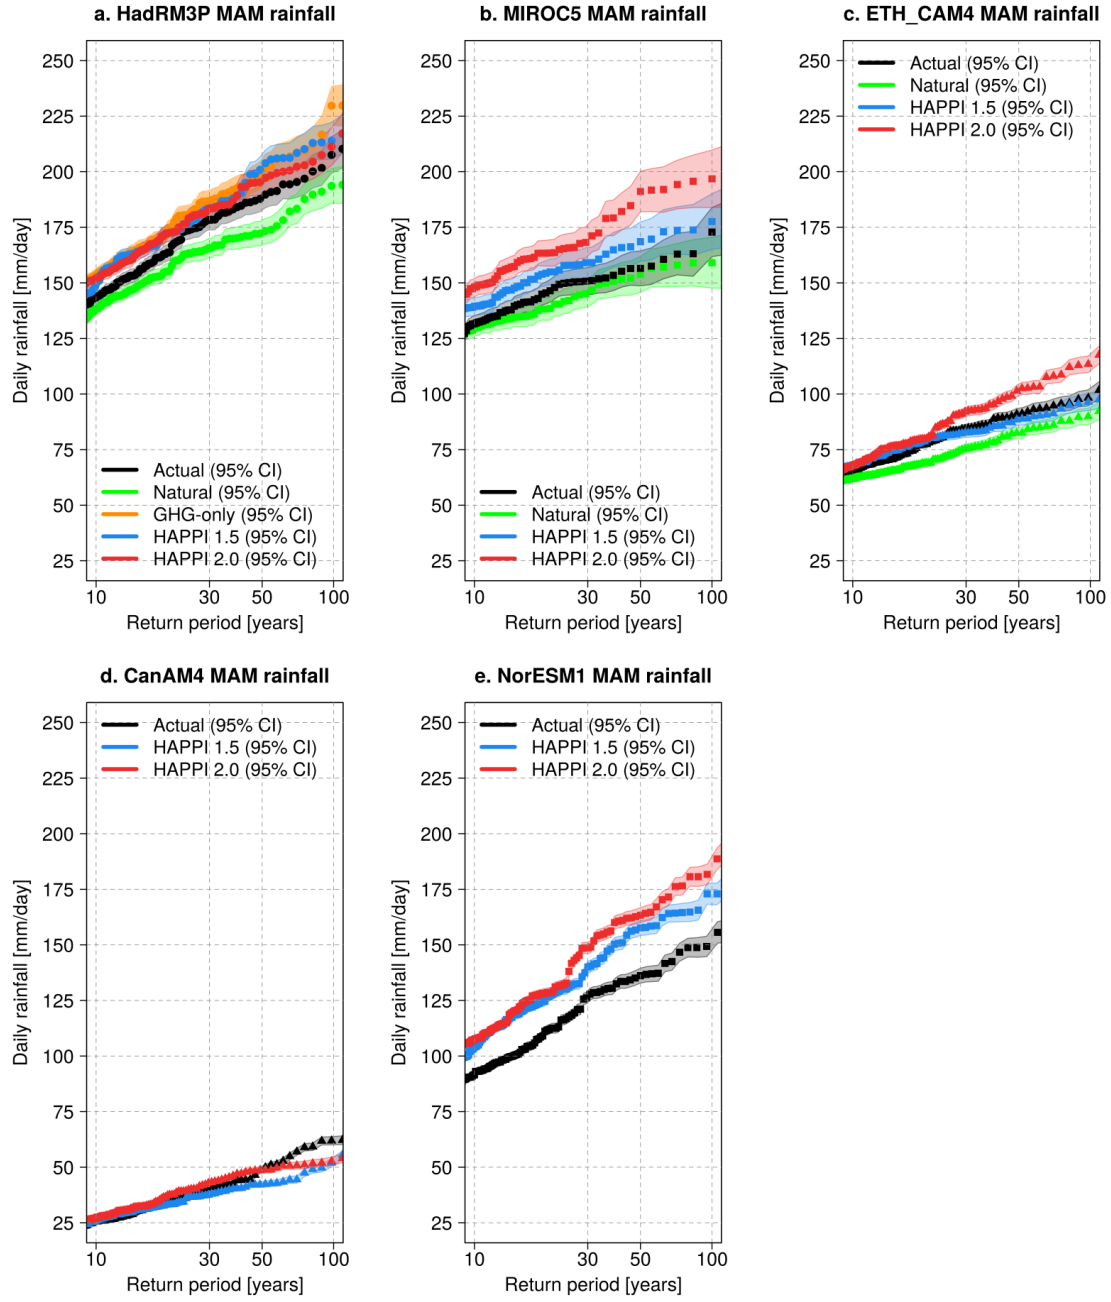 a. HadRM3P MAM rainfall
250
225
200
175
150
125
100
75
50
25
Daily rainfall [mm/day]
Actual (95% CI)
Natural (95% CI)
GHG-only (95% CI)
HAPPI 1.5 (95% CI)
HAPPI 2.0 (95% CI)
10 30 50 100
Return period [years]
b. MIROC5 MAM rainfall
250
225
200
175
150
125
100
75
50
25
Daily rainfall [mm/day]
Actual (95% CI)
Natural (95% CI)
HAPPI 1.5 (95% CI)
HAPPI 2.0 (95% CI)
10 30 50 100
Return period [years]
c. ETH_CAM4 MAM rainfall
250
225
200
175
150
125
100
75
50
25
Daily rainfall [mm/day]
Actual (95% CI)
Natural (95% CI)
HAPPI 1.5 (95% CI)
HAPPI 2.0 (95% CI)
10 30 50 100
Return period [years]
d. CanAM4 MAM rainfall
250
225
200
175
150
125
100
75
50
25
Daily rainfall [mm/day]
Actual (95% CI)
HAPPI 1.5 (95% CI)
HAPPI 2.0 (95% CI)
10 30 50 100
Return period [years]
e. NorESM1 MAM rainfall
250
225
200
175
150
125
100
75
50
25
Daily rainfall [mm/day]
Actual (95% CI)
HAPPI 1.5 (95% CI)
HAPPI 2.0 (95% CI)
10 30 50 100
Return period [years]